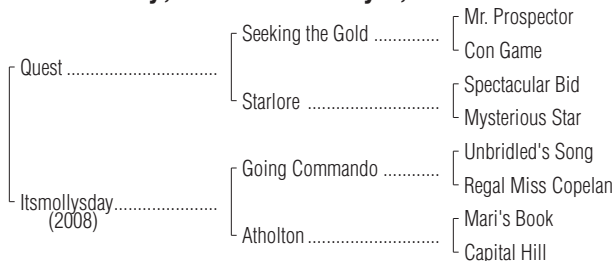 Mr. Prospector
Seeking the Gold ..............
Con Game
Quest ................................
Spectacular Bid
Starlore ............................
Mysterious Star
Unbridled's Song
Going Commando ............
Regal Miss Copelan
Itsmollysday......................
(2008)
Mari's Book
Atholton............................
Capital Hill